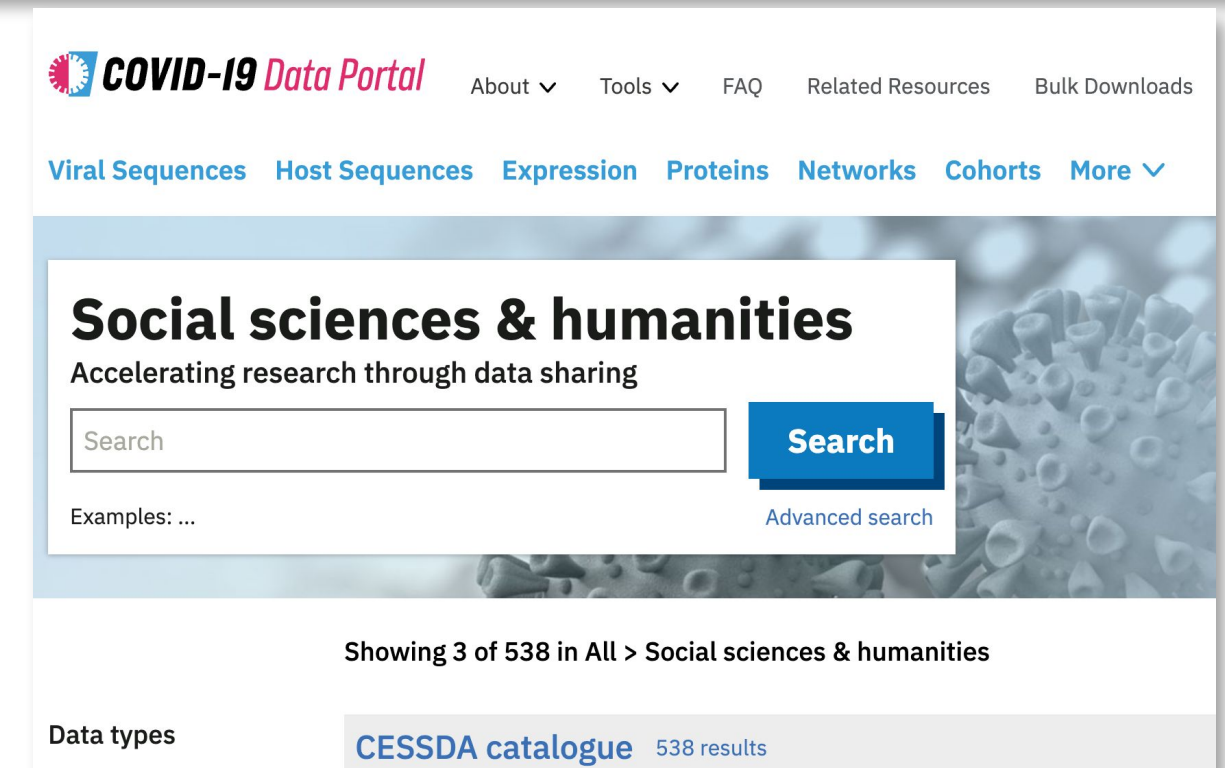 COVID-19 Data Portal
About Tools FAQ Related Resources Bulk Downloads
Viral Sequences Host Sequences Expression Proteins Networks Cohorts More
Social sciences & humanities
Accelerating research through data sharing
Search Search
Examples: ... Advanced search
Showing 3 of 538 in All > Social sciences & humanities
Data types
CESSDA catalogue 538 results